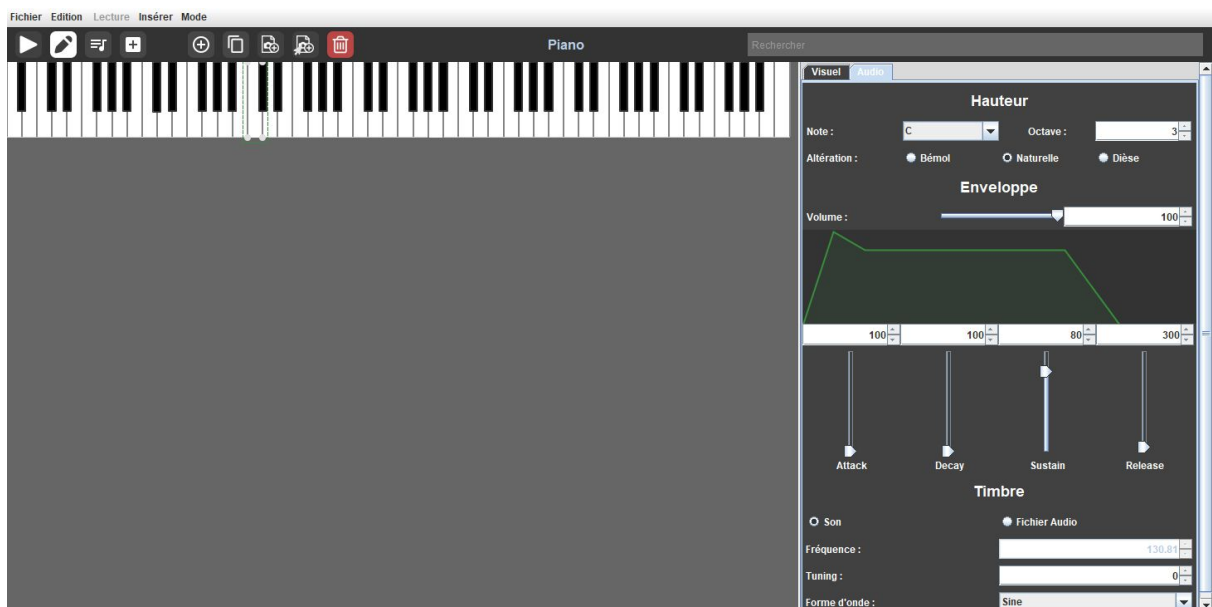 Fichier Edition Lecture Insérer Mode
Piano Rechercher
Visuel Audio
Hauteur
Note : C Octave : 3
Altération : Bémol Naturelle Dièse
Enveloppe
Volume : 100
100 100 80 300
Attack Decay Sustain Release
Timbre
Son Fichier Audio
Fréquence : 130.81
Tuning : 0
Forme d'onde : Sine